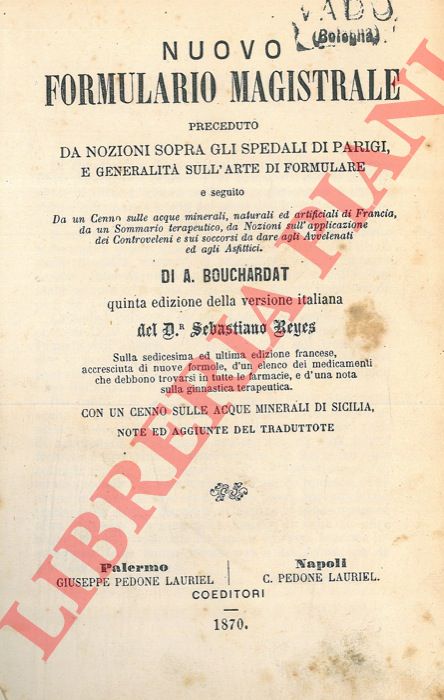 VADO
(Bologna)
NUOVO
FORMULARIO MAGISTRALE
PRECEDUTO
DA NOZIONI SOPRA GLI SPEDALI DI PARIGI,
E GENERALITÀ SULL'ARTE DI FORMULARE
e seguito
Da un Cenno sulle acque minerali, naturali ed artificiali di Francia,
da un Sommario terapeutico, da Nozioni sull'applicazione
dei Controveleni e sui soccorsi da dare agli Avvelenati
ed agli Asfittici.
DI A. BOUCHARDAT
quinta edizione della versione italiana
del D.R Sebastiano Reyes
Sulla sedicesima ed ultima edizione francese,
accresciuta di nuove formole, d'un elenco dei medicamenti
che debbono trovarsi in tutte le farmacie, e d'una nota
sulla ginnastica terapeutica.
CON UN CENNO SULLE ACQUE MINERALI DI SICILIA,
NOTE ED AGGIUNTE DEL TRADUTTOTE
Palermo
GIUSEPPE PEDONE LAURIEL
Napoli
C. PEDONE LAURIEL.
COEDITORI
1870.
LIBRERIA PIANI